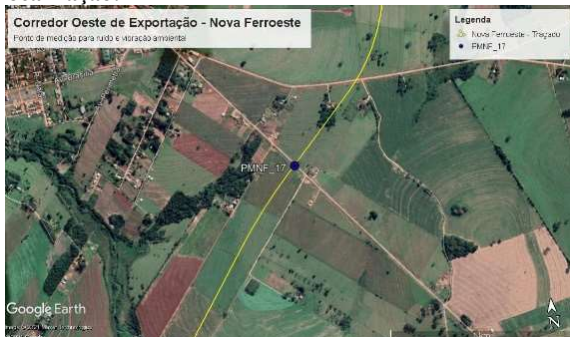 Corredor Oeste de Exportação - Nova Ferroeste
Ponto de medição para ruído e vibração ambiental
Legenda
Nova Ferroeste - Traçado
PMNF_17
PMNF_17
Google Earth
N